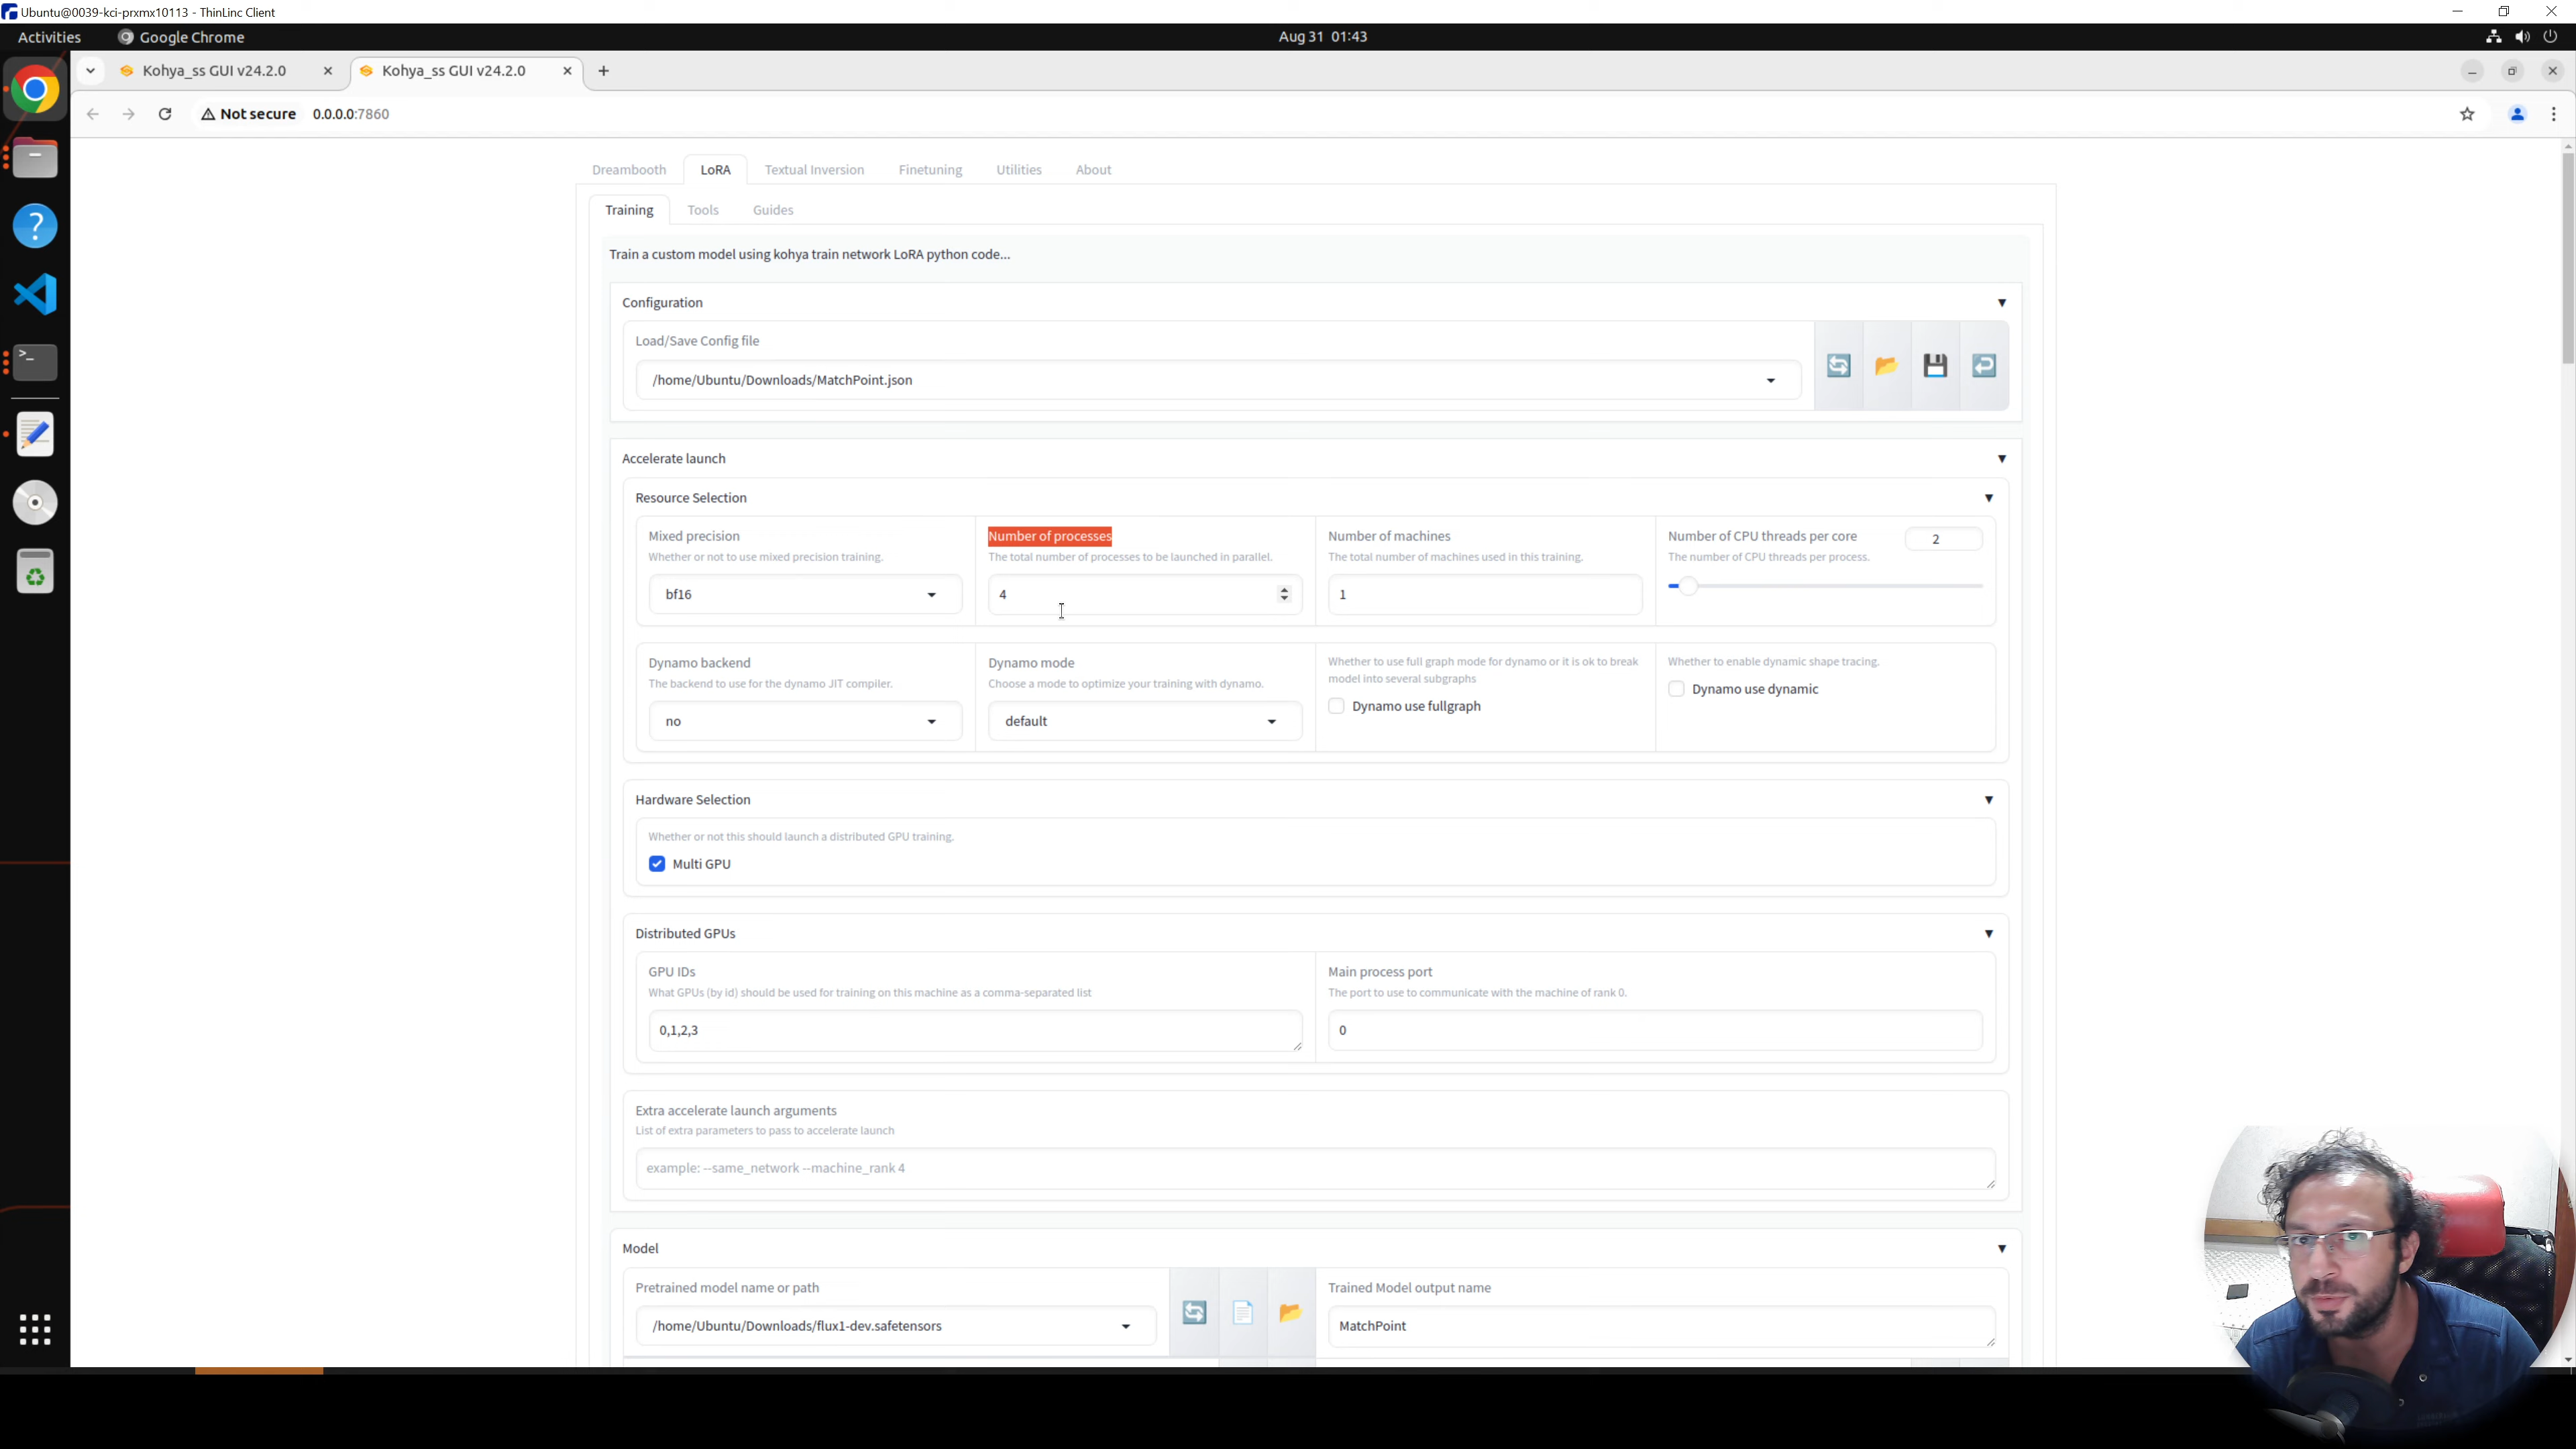 Ubuntu@0039-kci-prxmx10113 - ThinLinc Client
Activities
Google Chrome
Aug 31 01:43
Kohya_ss GUI v24.2.0
Kohya_ss GUI v24.2.0
Not secure
0.0.0.0:7860
Dreambooth
LoRA
Textual Inversion
Finetuning
Utilities
About
Training
Tools
Guides
Train a custom model using kohya train network LoRA python code...
Configuration
Load/Save Config file
/home/Ubuntu/Downloads/MatchPoint.json
Accelerate launch
Resource Selection
Mixed precision
Whether or not to use mixed precision training.
bf16
Number of processes
The total number of processes to be launched in parallel.
4
Number of machines
The total number of machines used in this training.
1
Number of CPU threads per core
2
The number of CPU threads per process.
Dynamo backend
The backend to use for the dynamo JIT compiler.
no
Dynamo mode
Choose a mode to optimize your training with dynamo.
default
Whether to use full graph mode for dynamo or it is ok to break
model into several subgraphs
Dynamo use fullgraph
Whether to enable dynamic shape tracing.
Dynamo use dynamic
Hardware Selection
Whether or not this should launch a distributed GPU training.
Multi GPU
Distributed GPUs
GPU IDs
What GPUs (by id) should be used for training on this machine as a comma-separated list
0,1,2,3
Main process port
The port to use to communicate with the machine of rank 0.
0
Extra accelerate launch arguments
List of extra parameters to pass to accelerate launch
example: --same_network --machine_rank 4
Model
Pretrained model name or path
/home/Ubuntu/Downloads/flux1-dev.safetensors
Trained Model output name
MatchPoint